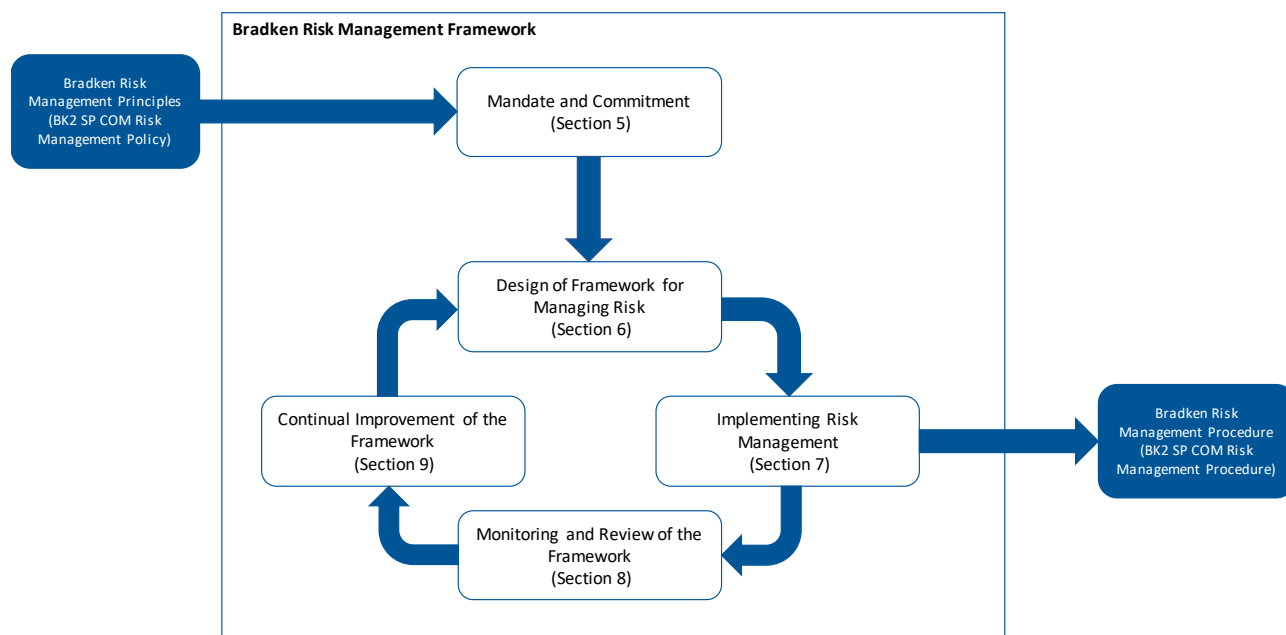 Bradken Risk Management Framework
Bradken Risk
Management Principles
(BK2 SP COM Risk
Management Policy)
Mandate and Commitment
(Section 5)
Design of Framework for
Managing Risk
(Section 6)
Continual Improvement of the
Framework
(Section 9)
Implementing Risk
Management
(Section 7)
Bradken Risk
Management Procedure
(BK2 SP COM Risk
Management Procedure)
Monitoring and Review of the
Framework
(Section 8)